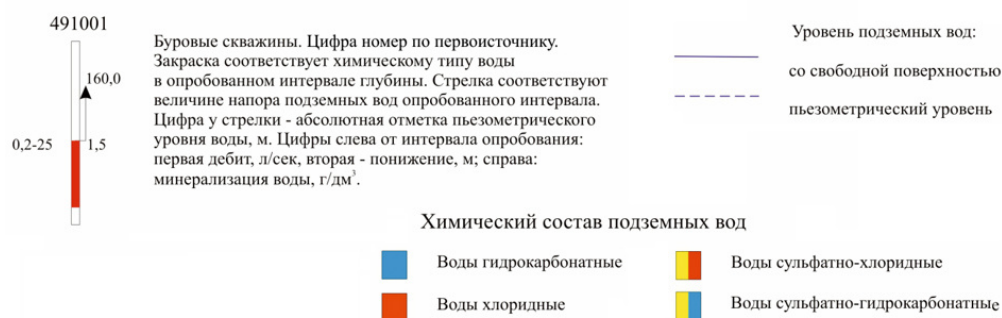 491001
160,0
0,2-25
1,5
Буровые скважины. Цифра номер по первоисточнику.
Закраска соответствует химическому типу воды
в опробованном интервале глубины. Стрелка соответствуют
величине напора подземных вод опробованного интервала.
Цифра у стрелки - абсолютная отметка пьезометрического
уровня воды, м. Цифры слева от интервала опробования:
первая дебит, л/сек, вторая - понижение, м; справа:
минерализация воды, г/дм³.
Уровень подземных вод:
со свободной поверхностью
пьезометрический уровень
Химический состав подземных вод
Воды гидрокарбонатные
Воды сульфатно-хлоридные
Воды хлоридные
Воды сульфатно-гидрокарбонатные